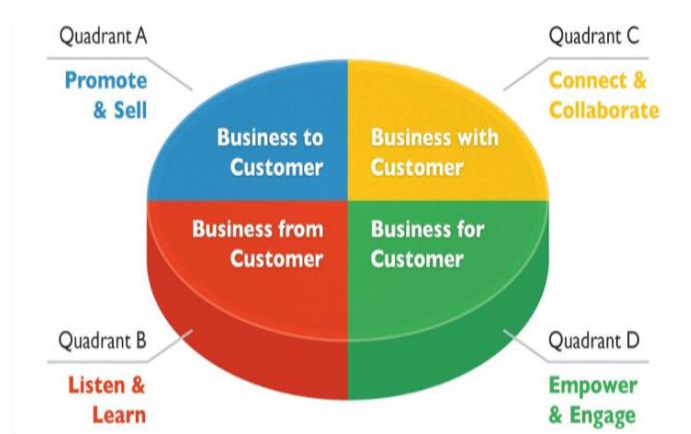 Quadrant A
Promote
& Sell
Quadrant C
Connect &
Collaborate
Business to
Customer
Business with
Customer
Business from
Customer
Business for
Customer
Quadrant B
Listen &
Learn
Quadrant D
Empower
& Engage